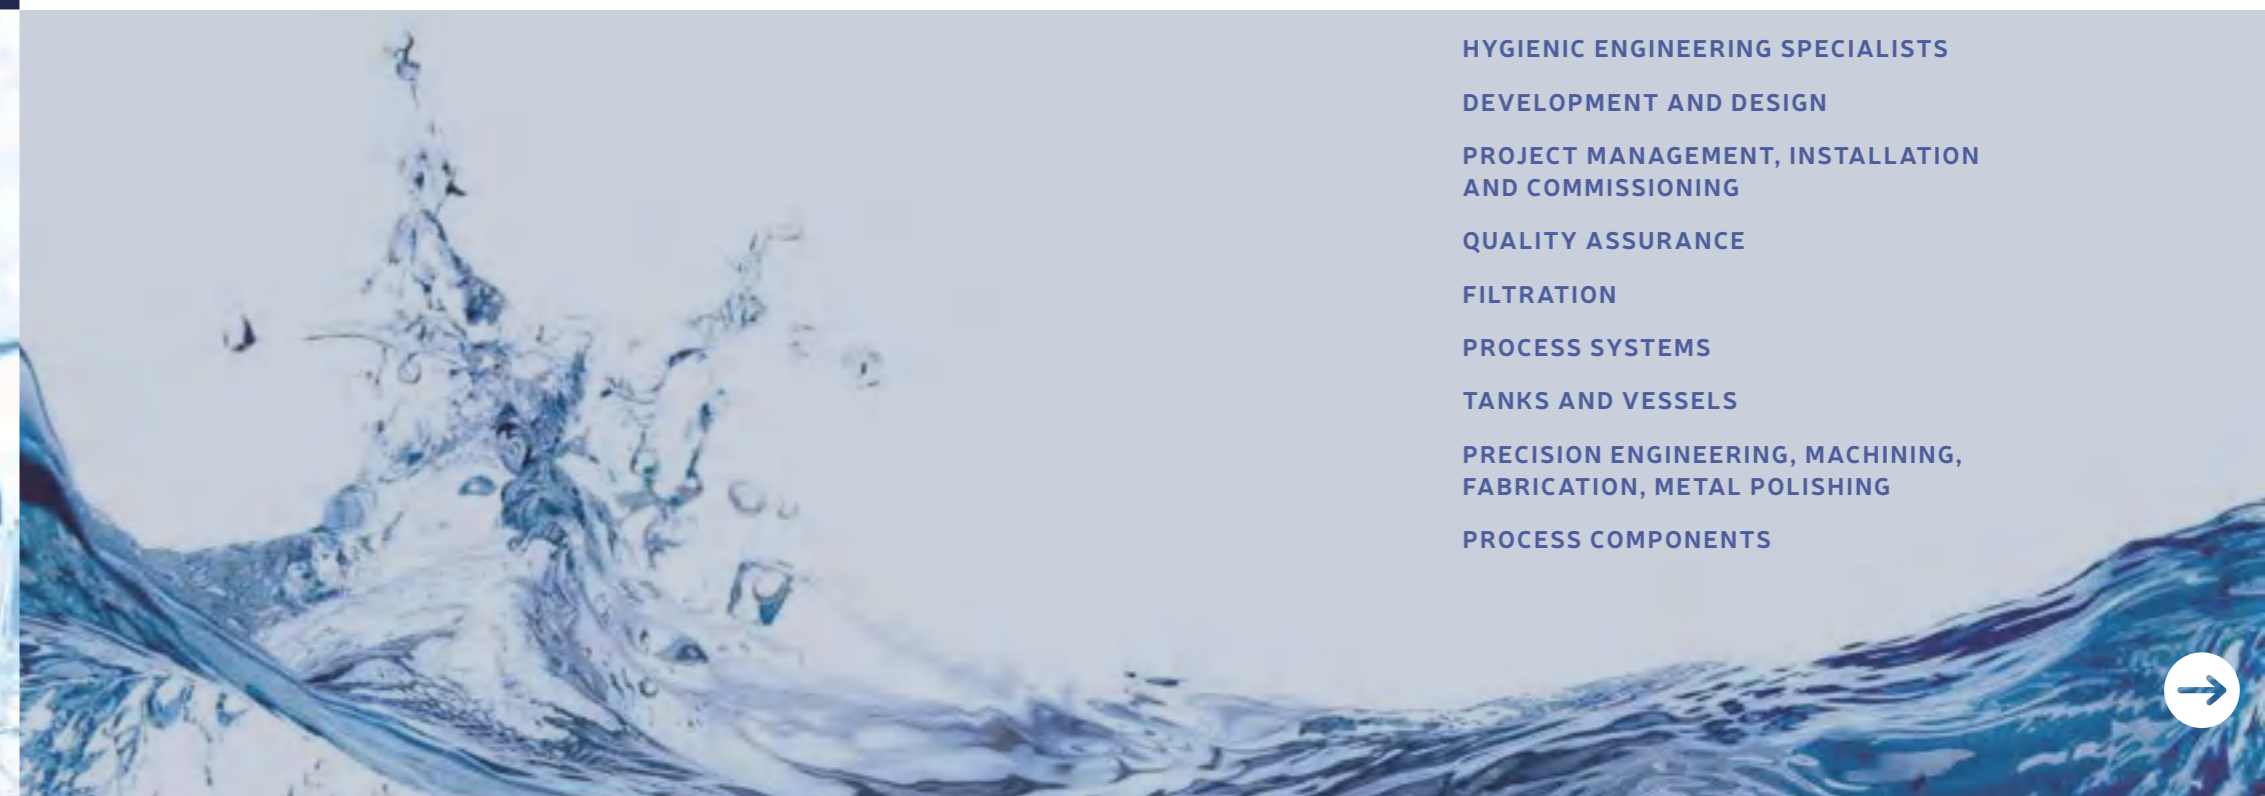 HYGIENIC ENGINEERING SPECIALISTS
DEVELOPMENT AND DESIGN
PROJECT MANAGEMENT, INSTALLATION
AND COMMISSIONING
QUALITY ASSURANCE
FILTRATION
PROCESS SYSTEMS
TANKS AND VESSELS
PRECISION ENGINEERING, MACHINING,
FABRICATION, METAL POLISHING
PROCESS COMPONENTS